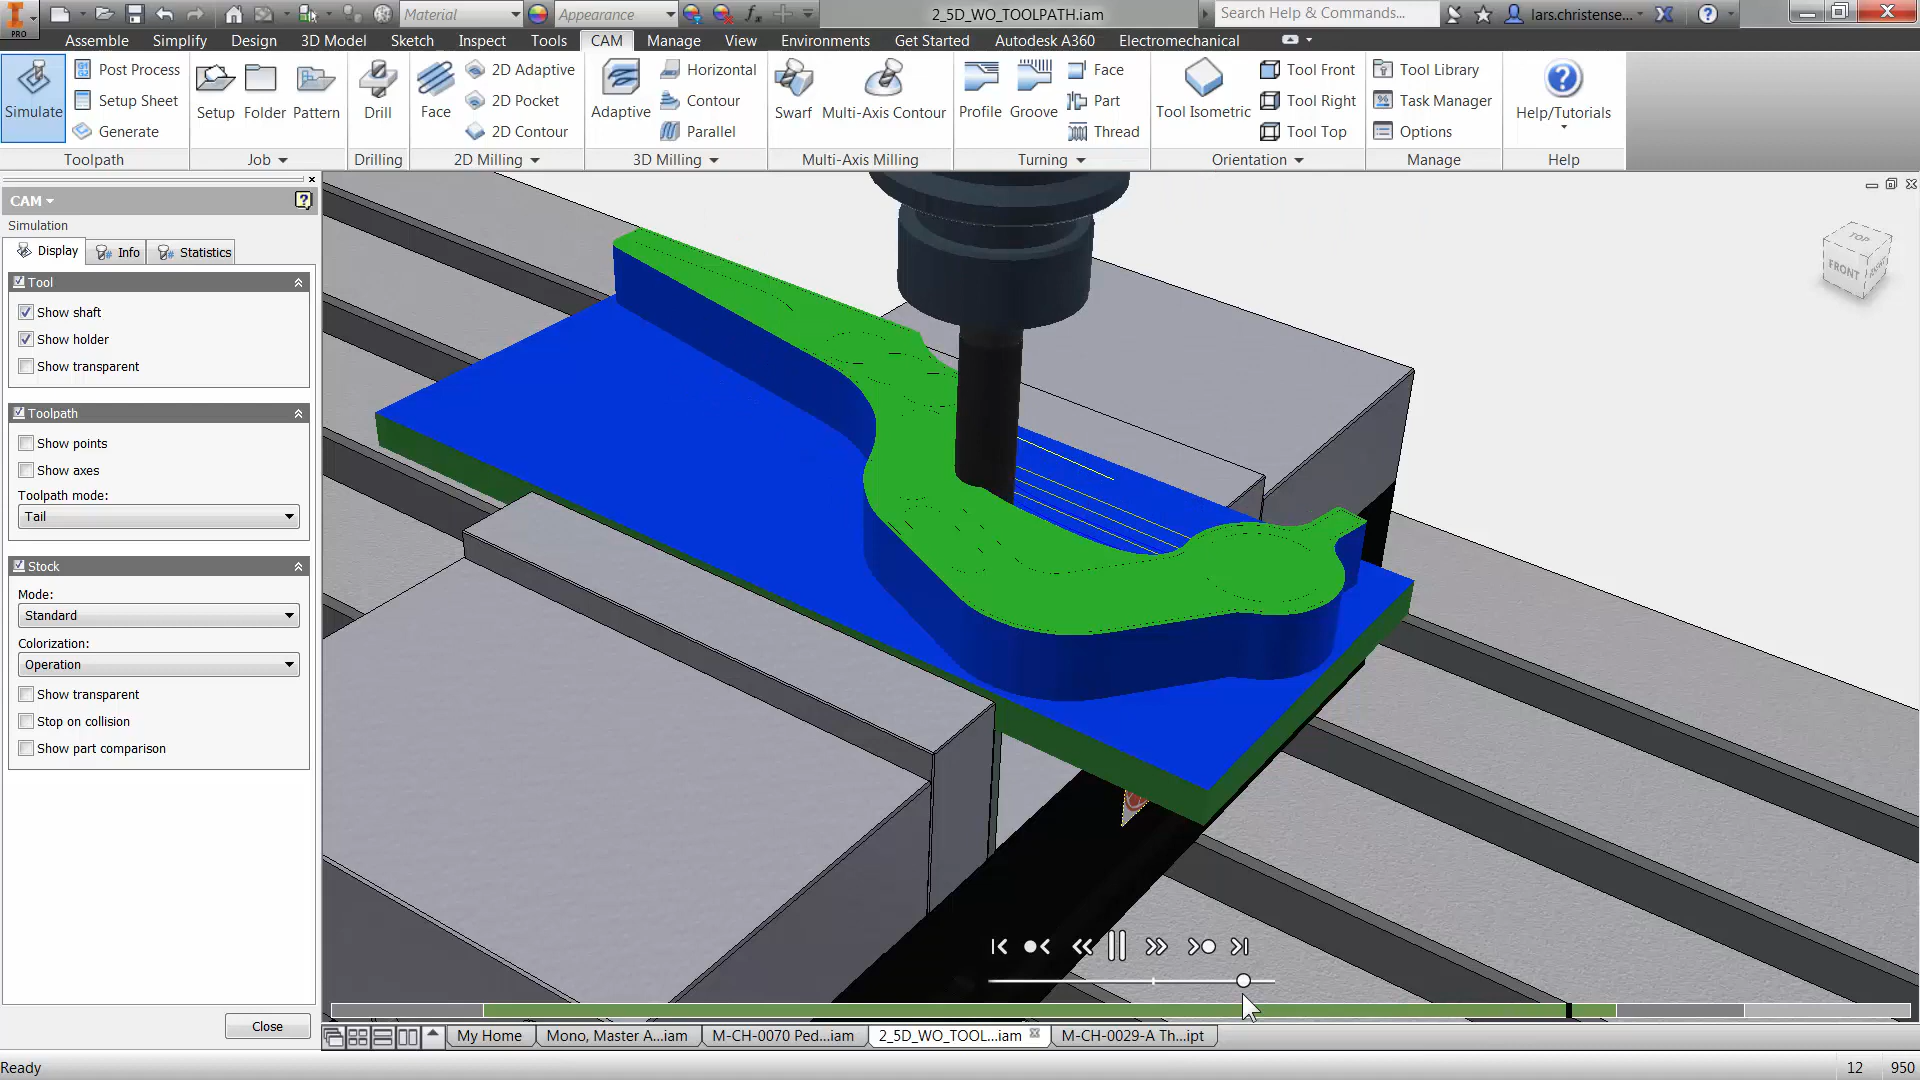 PRO
Material
Appearance
2_5D_WO_TOOLPATH.iam
Search Help & Commands...
lars.christense...
Assemble
Simplify
Design
3D Model
Sketch
Inspect
Tools
CAM
Manage
View
Environments
Get Started
Autodesk A360
Electromechanical
Simulate
Post Process
Setup Sheet
Generate
Toolpath
Setup
Folder
Pattern
Job
Drill
Drilling
Face
2D Adaptive
2D Pocket
2D Contour
2D Milling
Adaptive
Horizontal
Contour
Parallel
3D Milling
Swarf
Multi-Axis Contour
Multi-Axis Milling
Profile
Groove
Face
Part
Thread
Turning
Tool Isometric
Tool Front
Tool Right
Tool Top
Orientation
Tool Library
Task Manager
Options
Manage
Help/Tutorials
Help
CAM
Simulation
Display
Info
Statistics
Tool
Show shaft
Show holder
Show transparent
Toolpath
Show points
Show axes
Toolpath mode:
Tail
Stock
Mode:
Standard
Colorization:
Operation
Show transparent
Stop on collision
Show part comparison
Close
TOP
FRONT
RIGHT
My Home
Mono, Master A...iam
M-CH-0070 Ped...iam
2_5D_WO_TOOL...iam
M-CH-0029-A Th...ipt
Ready
12
950